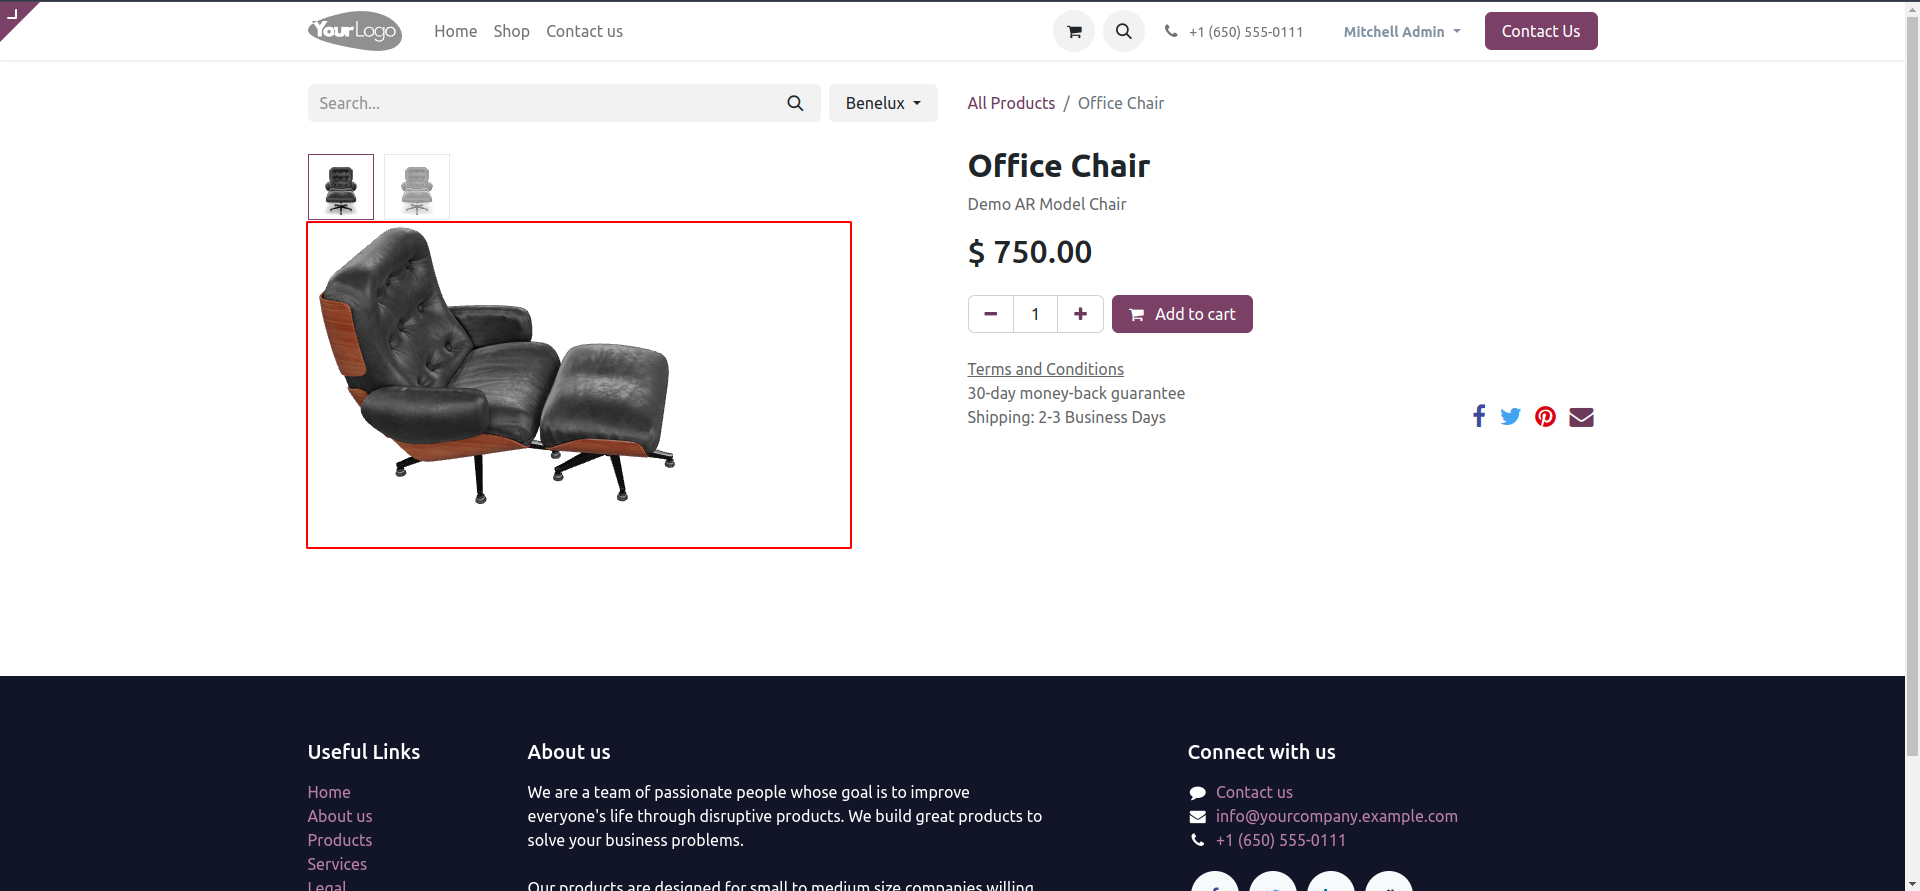 YourLogo
Home
Shop
Contact us
+1 (650) 555-0111
Mitchell Admin
Contact Us
Search...
Benelux
All Products / Office Chair
Office Chair
Demo AR Model Chair
$ 750.00
1
Add to cart
Terms and Conditions
30-day money-back guarantee
Shipping: 2-3 Business Days
Useful Links
Home
About us
Products
Services
Legal
About us
We are a team of passionate people whose goal is to improve
everyone's life through disruptive products. We build great products to
solve your business problems.
Our products are designed for small to medium size companies willing
Connect with us
Contact us
info@yourcompany.example.com
+1 (650) 555-0111